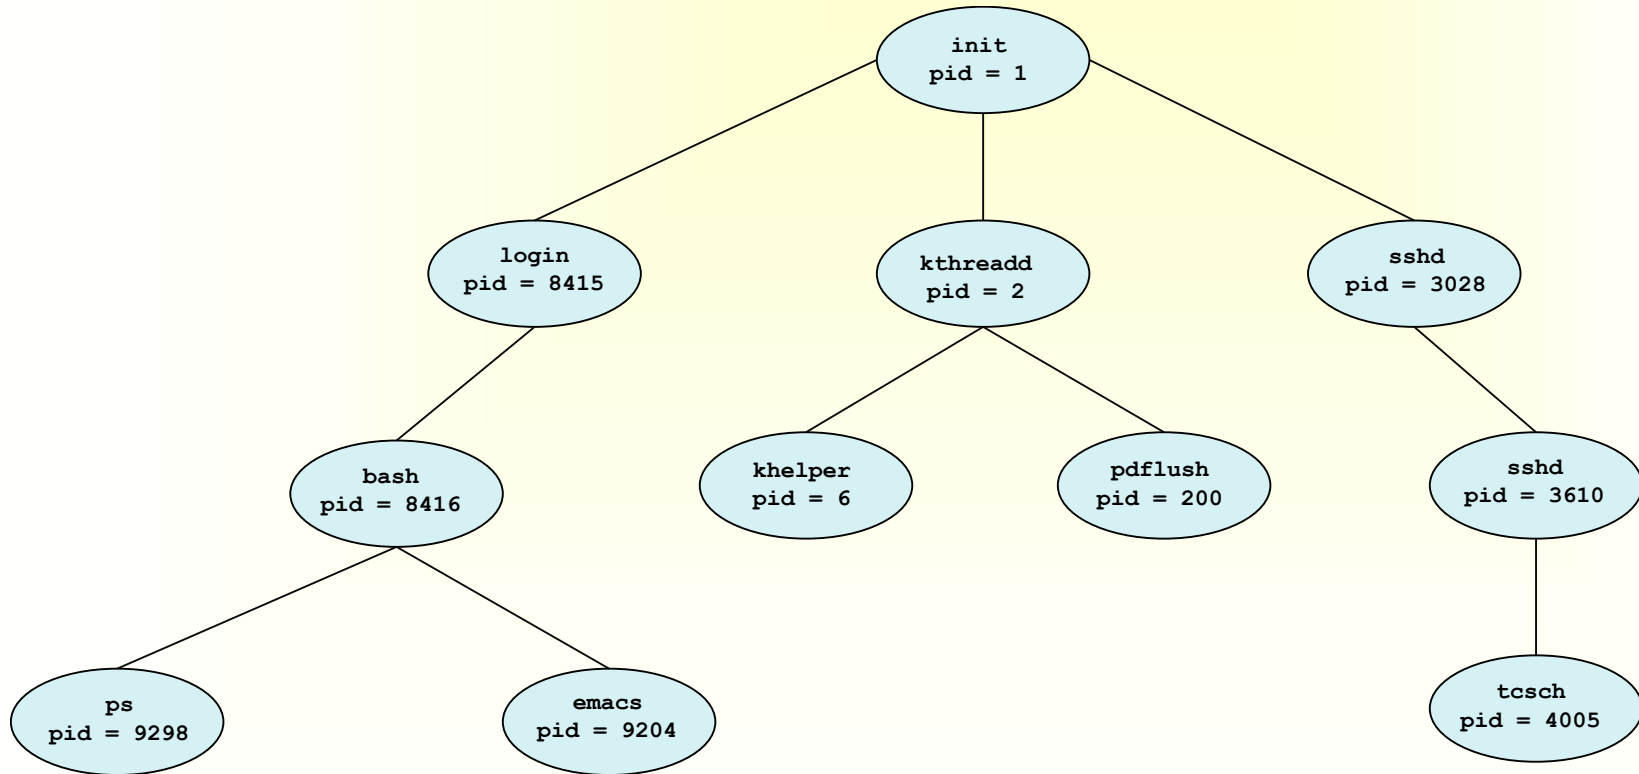 init
pid = 1
login
pid = 8415
kthreadd
pid = 2
sshd
pid = 3028
bash
pid = 8416
khelper
pid = 6
pdflush
pid = 200
sshd
pid = 3610
ps
pid = 9298
emacs
pid = 9204
tcsch
pid = 4005